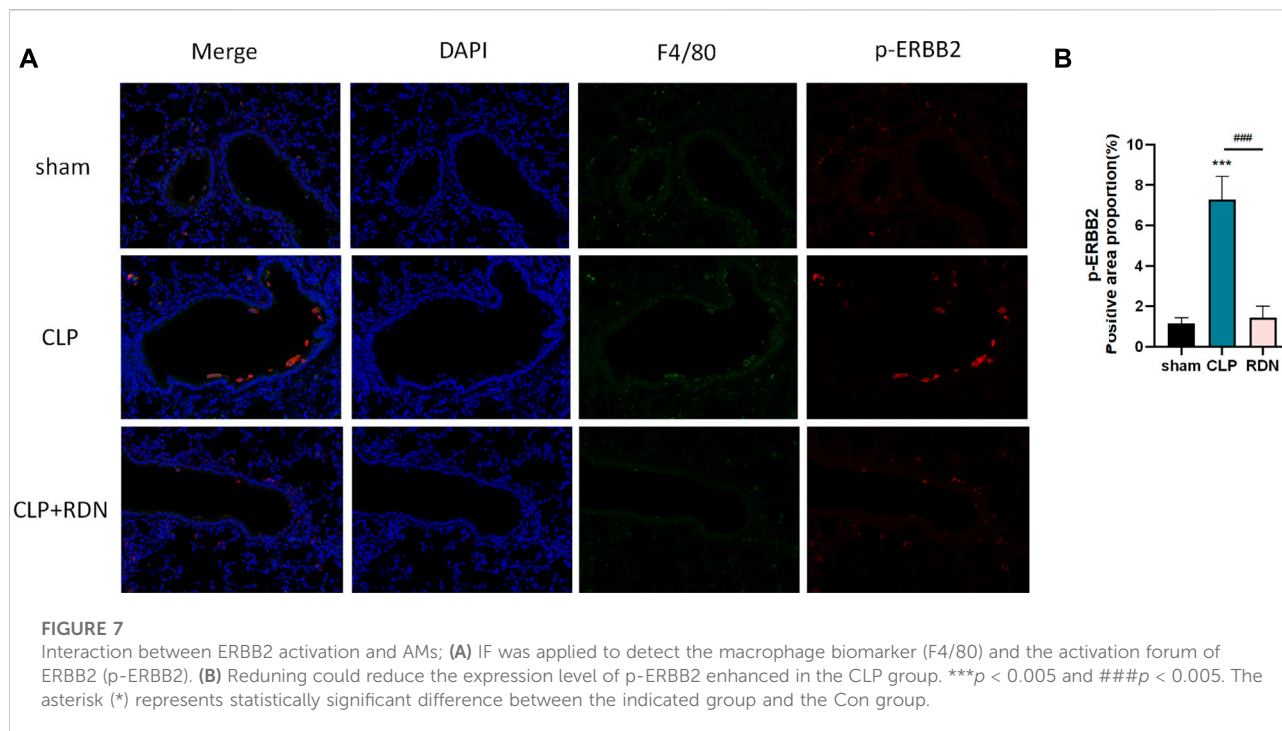 A
Merge DAPI F4/80 p-ERBB2
sham
CLP
CLP+RDN
B
p-ERBB2
Positive area proportion(%)
10
8
6
4
2
0
***
###
sham CLP RDN
FIGURE 7
Interaction between ERBB2 activation and AMs; (A) IF was applied to detect the macrophage biomarker (F4/80) and the activation forum of
ERBB2 (p-ERBB2). (B) Reduning could reduce the expression level of p-ERBB2 enhanced in the CLP group. ***p < 0.005 and ###p < 0.005. The
asterisk (*) represents statistically significant difference between the indicated group and the Con group.